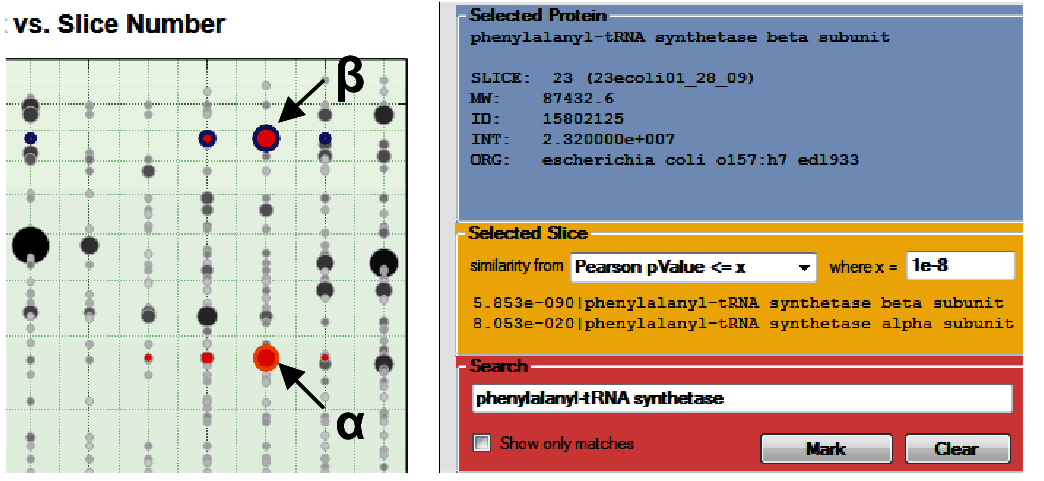 vs. Slice Number
β
α
Selected Protein
phenylalanyl-tRNA synthetase beta subunit
SLICE: 23 (23ecoli01_28_09)
MW: 87432.6
ID: 15802125
INT: 2.320000e+007
ORG: escherichia coli o157:h7 edl933
Selected Slice
similarity from Pearson pValue <= x where x = 1e-8
5.853e-090|phenylalanyl-tRNA synthetase beta subunit
8.053e-020|phenylalanyl-tRNA synthetase alpha subunit
Search
phenylalanyl-tRNA synthetase
Show only matches Mark Clear